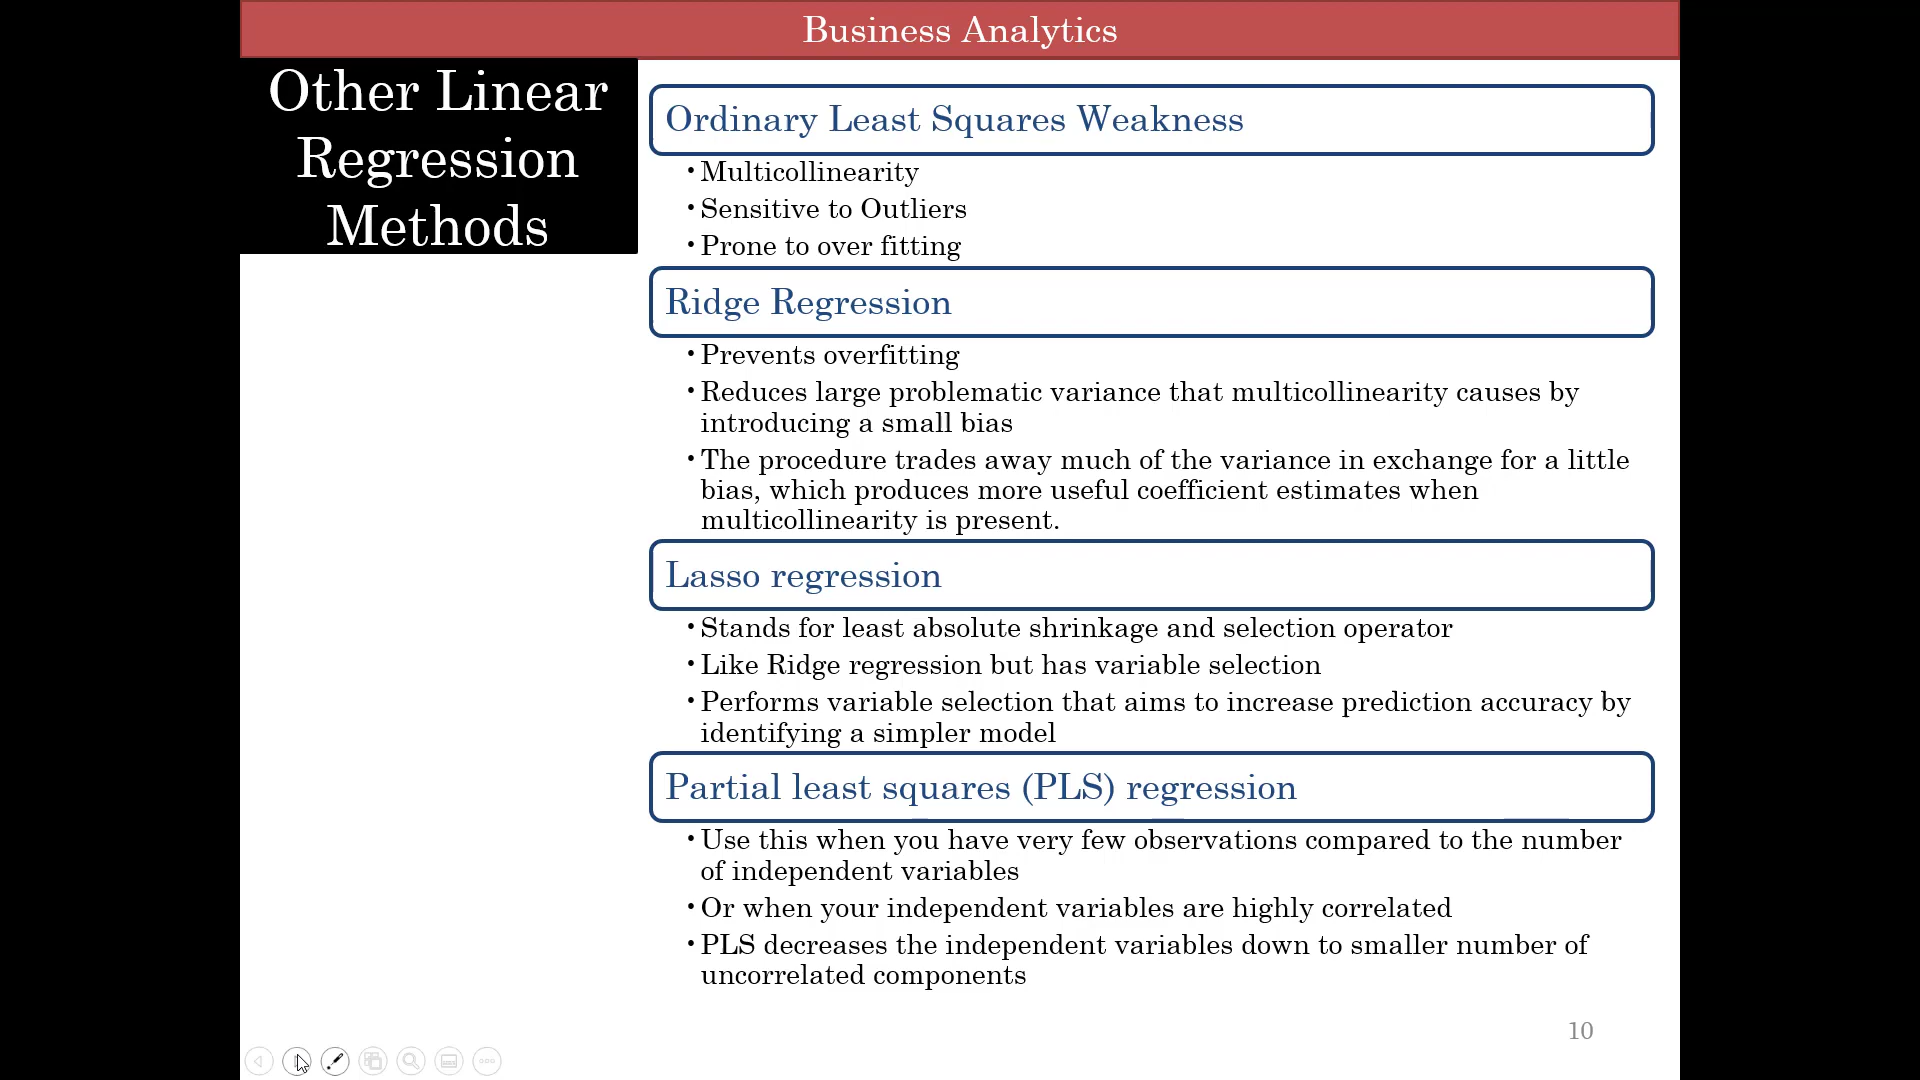 Business Analytics
Other Linear
Regression
Methods
Ordinary Least Squares Weakness
• Multicollinearity
• Sensitive to Outliers
• Prone to over fitting
Ridge Regression
• Prevents overfitting
• Reduces large problematic variance that multicollinearity causes by
introducing a small bias
• The procedure trades away much of the variance in exchange for a little
bias, which produces more useful coefficient estimates when
multicollinearity is present.
Lasso regression
• Stands for least absolute shrinkage and selection operator
• Like Ridge regression but has variable selection
• Performs variable selection that aims to increase prediction accuracy by
identifying a simpler model
Partial least squares (PLS) regression
• Use this when you have very few observations compared to the number
of independent variables
• Or when your independent variables are highly correlated
• PLS decreases the independent variables down to smaller number of
uncorrelated components
10